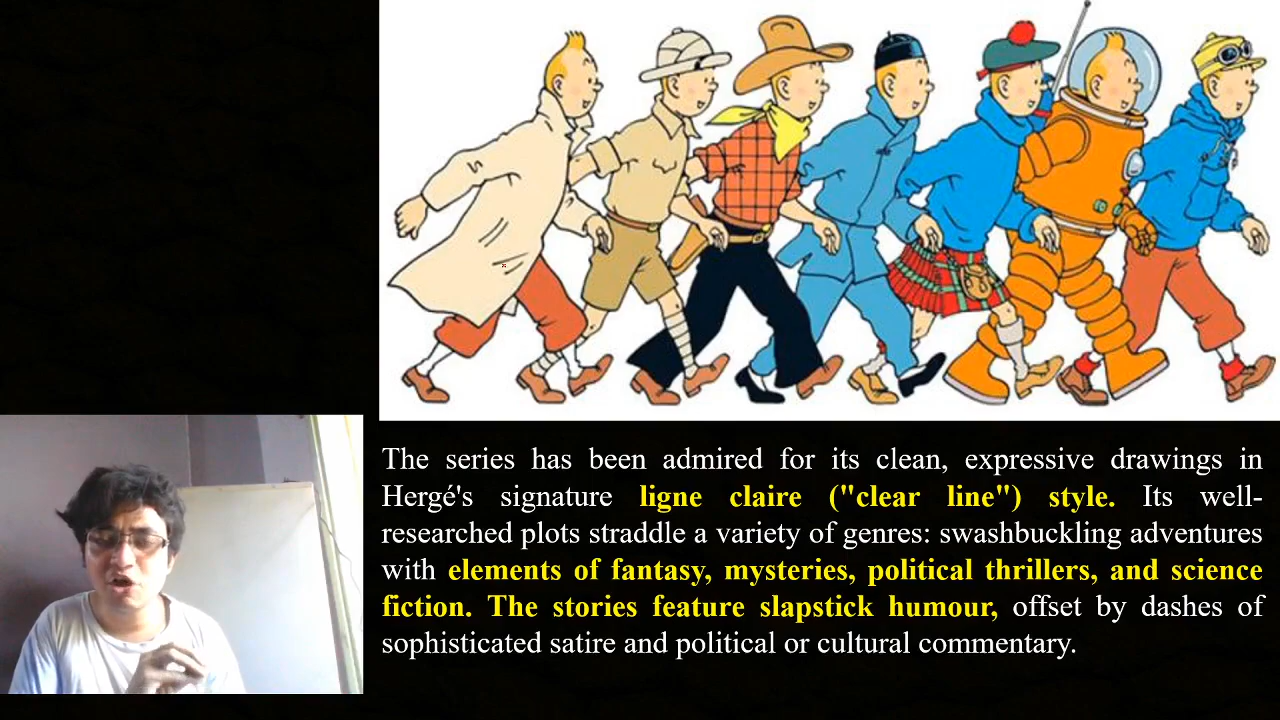 The series has been admired for its clean, expressive drawings in
Hergé's signature ligne claire ("clear line") style. Its well-
researched plots straddle a variety of genres: swashbuckling adventures
with elements of fantasy, mysteries, political thrillers, and science
fiction. The stories feature slapstick humour, offset by dashes of
sophisticated satire and political or cultural commentary.